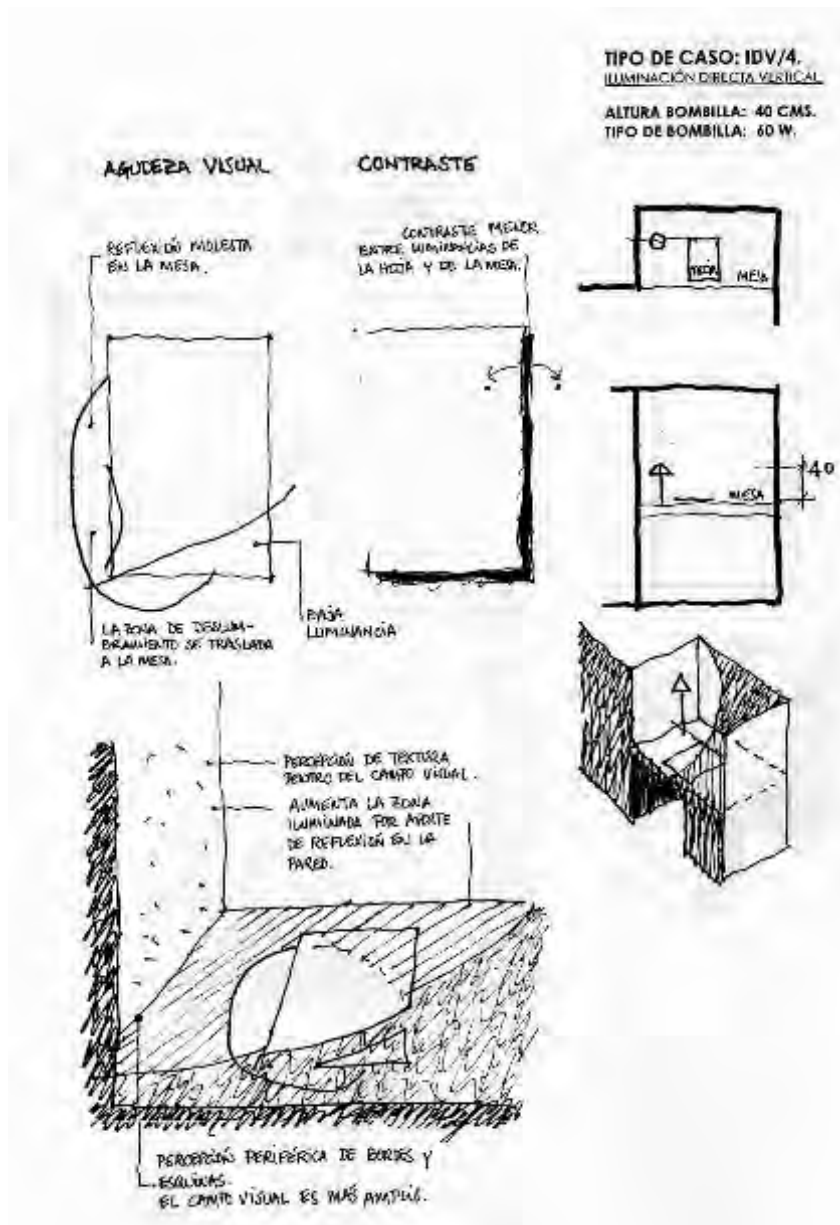 TIPO DE CASO: IDV/4.
ILUMINACIÓN DIRECTA VERTICAL
ALTURA BOMBILLA: 40 CMS.
TIPO DE BOMBILLA: 60 W.
AGUDEZA VISUAL
CONTRASTE
REFLEXIÓN MOLESTA
EN LA MESA.
CONTRASTE MENOR
ENTRE LUMINANCIAS DE
LA HOJA Y DE LA MESA.
HOJA
MESA
40
MESA
LA ZONA DE DESLUM-
BRAMIENTO SE TRASLADA
A LA MESA.
BAJA
LUMINANCIA
PERCEPCIÓN DE TEXTURA
DENTRO DEL CAMPO VISUAL.
AUMENTA LA ZONA
ILUMINADA POR APORTE
DE REFLEXIÓN EN LA
PARED.
PERCEPCIÓN PERIFÉRICA DE BORDES Y
ESQUINAS.
EL CAMPO VISUAL ES MÁS AMPLIO.